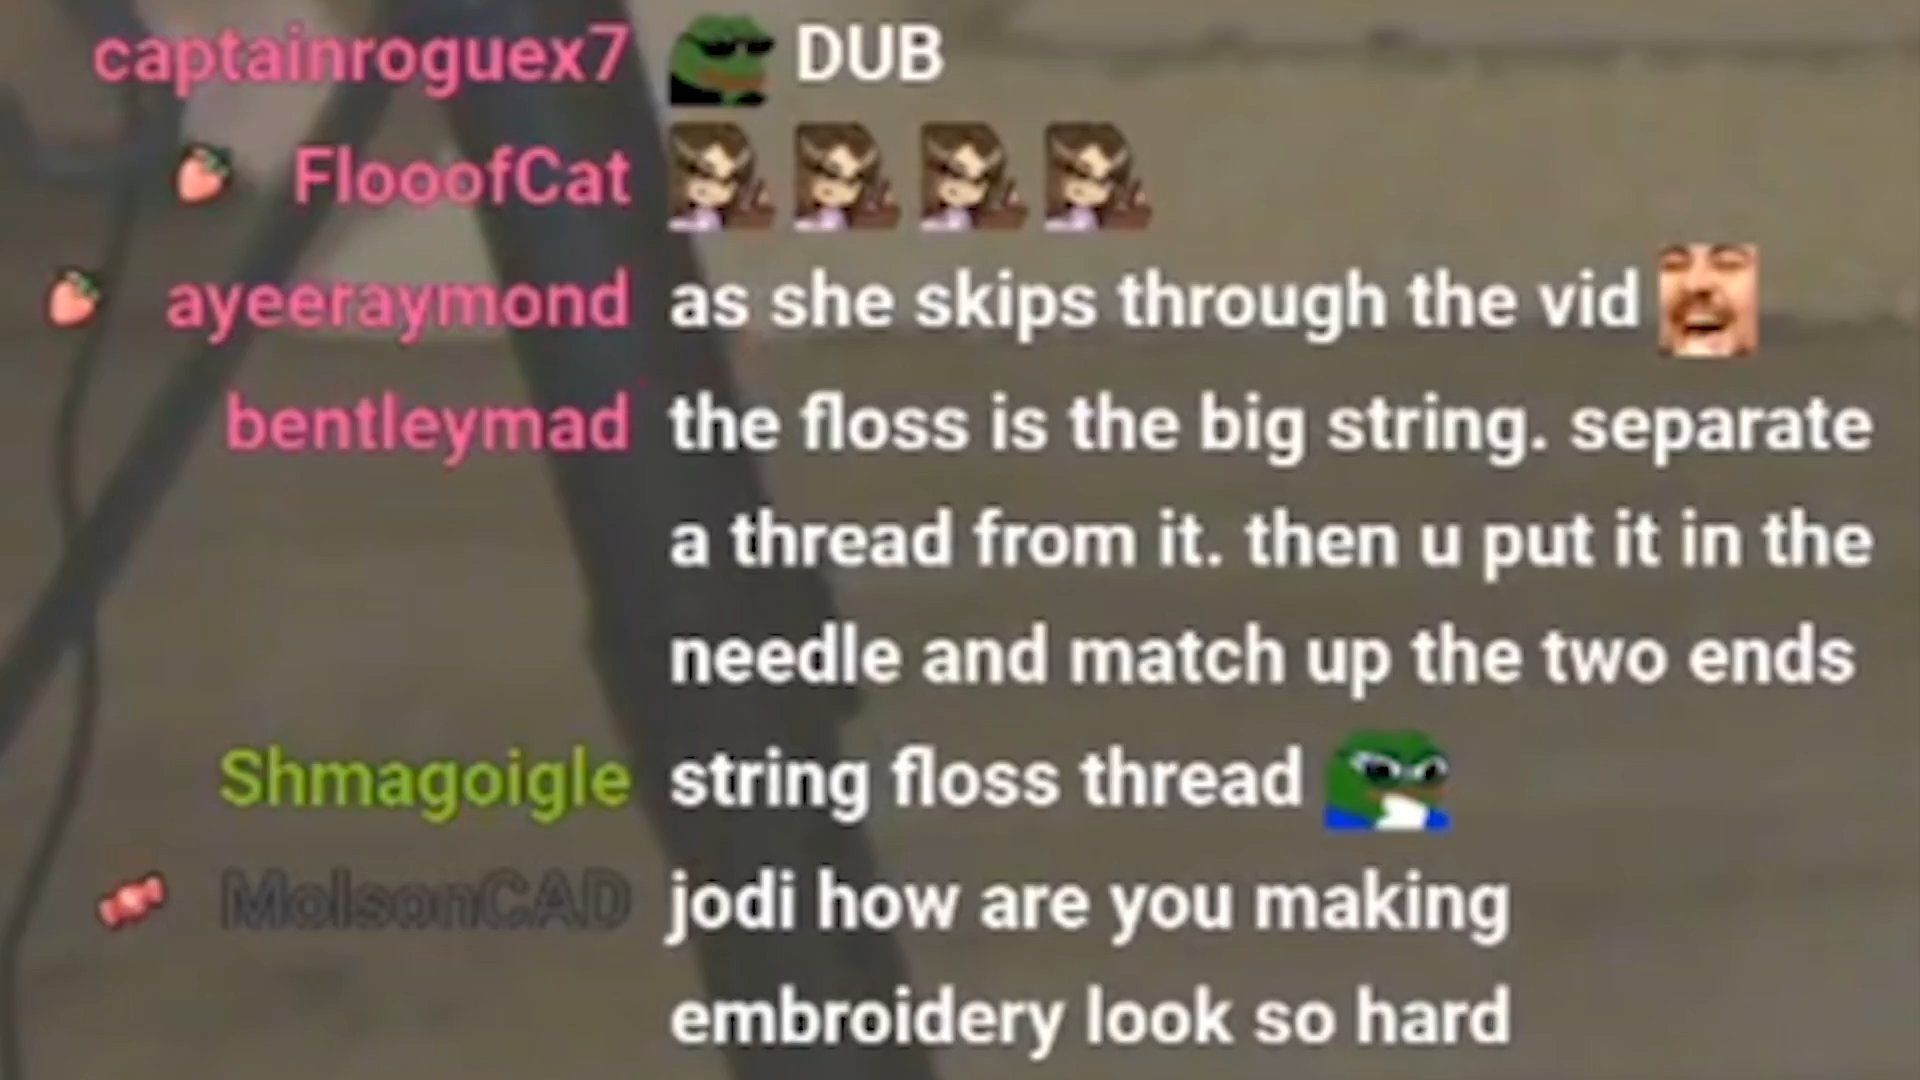 captainroguex7 DUB
FlooofCat
ayeeraymond as she skips through the vid
bentleymad the floss is the big string. separate
a thread from it. then u put it in the
needle and match up the two ends
Shmagoigle string floss thread
MolsonCAD jodi how are you making
embroidery look so hard